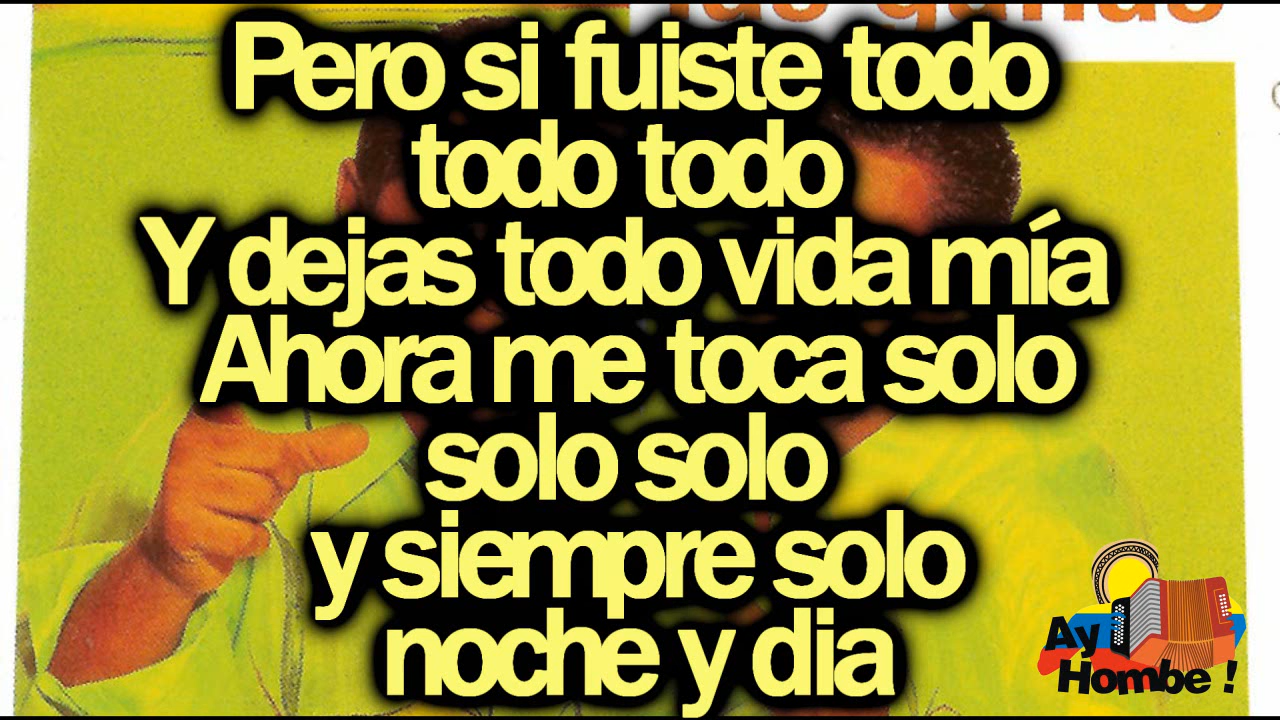 Pero si fuiste todo
todo todo
Y dejas todo vida mía
Ahora me toca solo
solo solo
y siempre solo
noche y dia
Ay
Hombe !